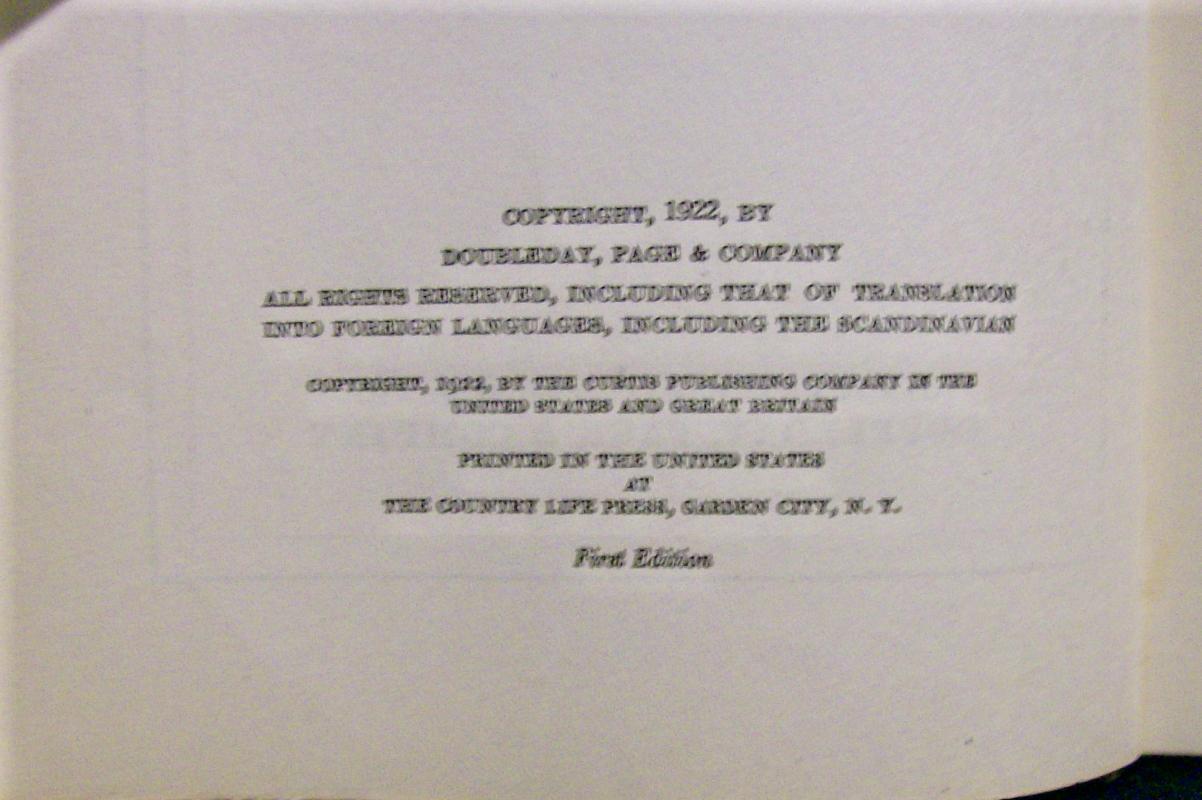 COPYRIGHT, 1922, BY
DOUBLEDAY, PAGE & COMPANY
ALL RIGHTS RESERVED, INCLUDING THAT OF TRANSLATION
INTO FOREIGN LANGUAGES, INCLUDING THE SCANDINAVIAN
COPYRIGHT, 1922, BY THE CURTIS PUBLISHING COMPANY IN THE
UNITED STATES AND GREAT BRITAIN
PRINTED IN THE UNITED STATES
AT
THE COUNTRY LIFE PRESS, GARDEN CITY, N. Y.
First Edition